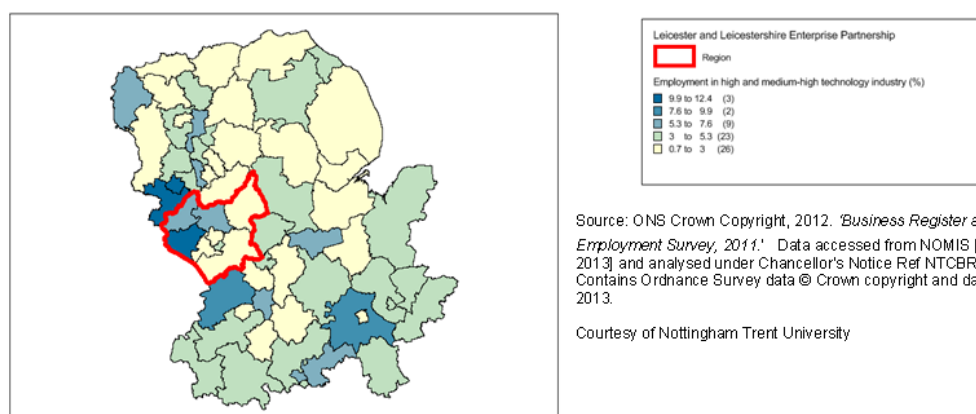 Leicester and Leicestershire Enterprise Partnership
Region
Employment in high and medium-high technology industry (%)
9.9 to 12.4 (3)
7.6 to 9.9 (2)
5.3 to 7.6 (9)
3 to 5.3 (23)
0.7 to 3 (26)
Source: ONS Crown Copyright, 2012. 'Business Register a
Employment Survey, 2011.' Data accessed from NOMIS [
2013] and analysed under Chancellor's Notice Ref NTCBR
Contains Ordnance Survey data © Crown copyright and da
2013.
Courtesy of Nottingham Trent University